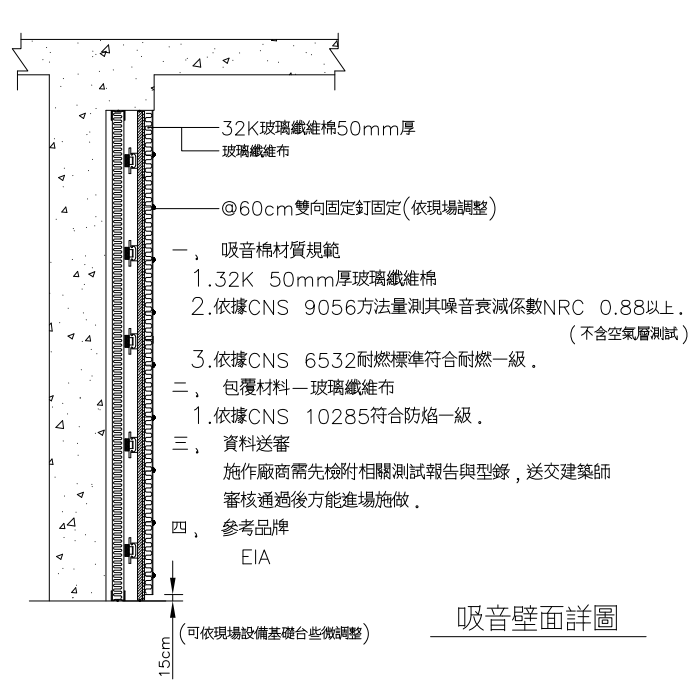 32K玻璃纖維棉50mm厚
玻璃纖維布
@60cm雙向固定釘固定(依現場調整)
一、 吸音棉材質規範
1.32K 50mm厚玻璃纖維棉
2.依據CNS 9056方法量測其噪音衰減係數NRC 0.88以上.
(不含空氣層測試)
3.依據CNS 6532耐燃標準符合耐燃一級.
二、 包覆材料一玻璃纖維布
1.依據CNS 10285符合防焰一級.
三、 資料送審
施作廠商需先檢附相關測試報告與型錄,送交建築師
審核通過後方能進場施做.
四、 參考品牌
EIA
吸音壁面詳圖
(可依現場設備基礎台些微調整)
15cm